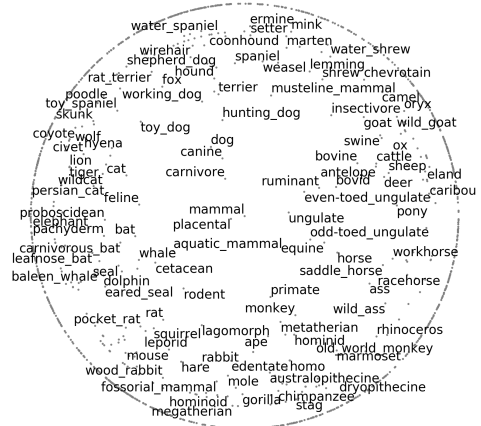 ermine
water_spaniel
setter mink
coonhound marten
wirehair
water_shrew
shepherd_dog
spaniel
hound
weasel lemming
rat_terrier fox
shrew chevrotain
poodle working_dog
terrier
musteline_mammal
toy_spaniel
camel
oryx
skunk
hunting_dog
insectivore
toy_dog
goat wild_goat
coyote wolf
civet hyena
dog
swine
ox
canine
bovine cattle
lion
cat
carnivore
antelope
sheep
tiger
wildcat
ruminant
bovid
deer
eland
persian_cat
feline
even-toed_ungulate
caribou
proboscidean
mammal
pony
elephant
placental
ungulate
pachyderm bat
odd-toed_ungulate
carnivorous_bat
whale
aquatic_mammal
equine
workhorse
leafnose_bat
horse
baleen_whale
seal
cetacean
saddle_horse
dolphin
racehorse
eared_seal
rodent
primate
ass
pocket_rat
rat
monkey
wild_ass
squirrel
lagomorph
metatherian
rhinoceros
leporid
ape
hominid
mouse
rabbit
old_world_monkey
marmoset
wood_rabbit
hare
edentate homo
fossorial_mammal
mole
australopithecine
dryopithecine
hominoid
gorilla
chimpanzee
megatherian
stag